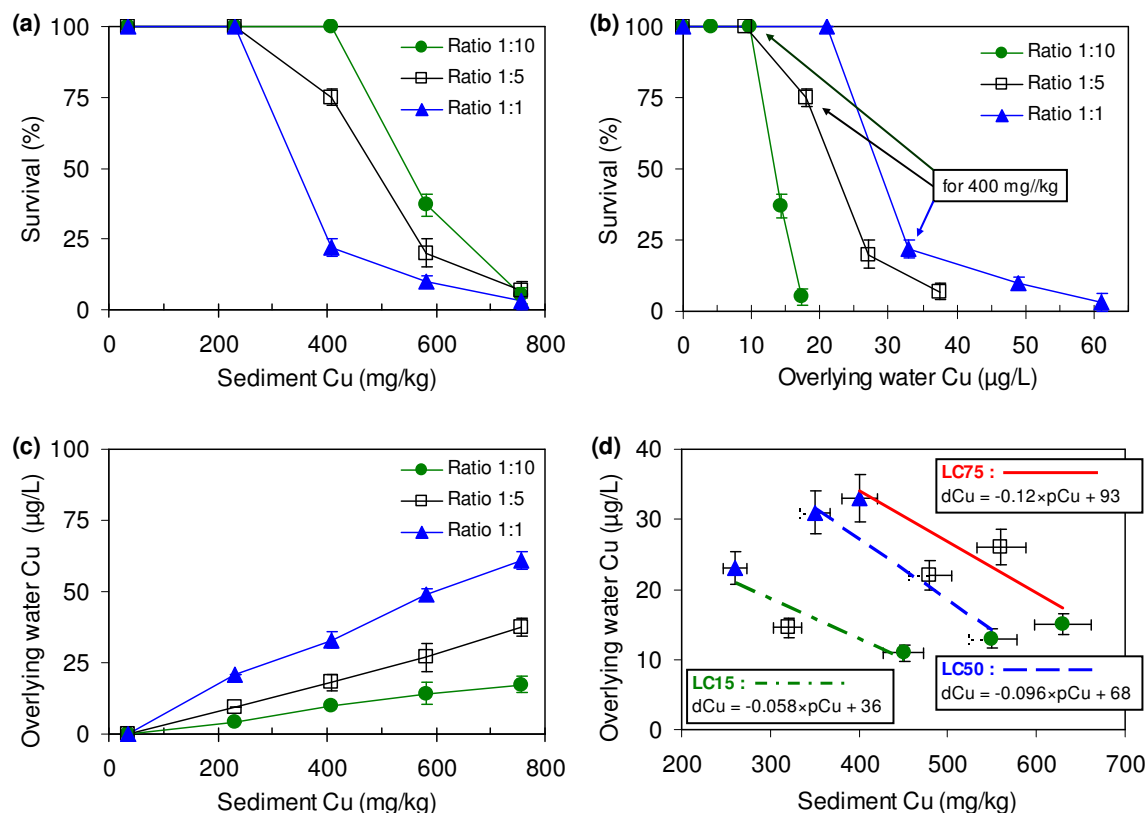 (a)
100
75
50
25
0
Survival (%)
0
200
400
600
800
Sediment Cu (mg/kg)
Ratio 1:10
Ratio 1:5
Ratio 1:1
(b)
100
75
50
25
0
Survival (%)
0
10
20
30
40
50
60
Overlying water Cu (µg/L)
Ratio 1:10
Ratio 1:5
Ratio 1:1
for 400 mg//kg
(c)
100
75
50
25
0
Overlying water Cu (µg/L)
0
200
400
600
800
Sediment Cu (mg/kg)
Ratio 1:10
Ratio 1:5
Ratio 1:1
(d)
40
30
20
10
0
Overlying water Cu (µg/L)
200
300
400
500
600
700
Sediment Cu (mg/kg)
LC75 :
dCu = -0.12×pCu + 93
LC50 :
dCu = -0.096×pCu + 68
LC15 :
dCu = -0.058×pCu + 36